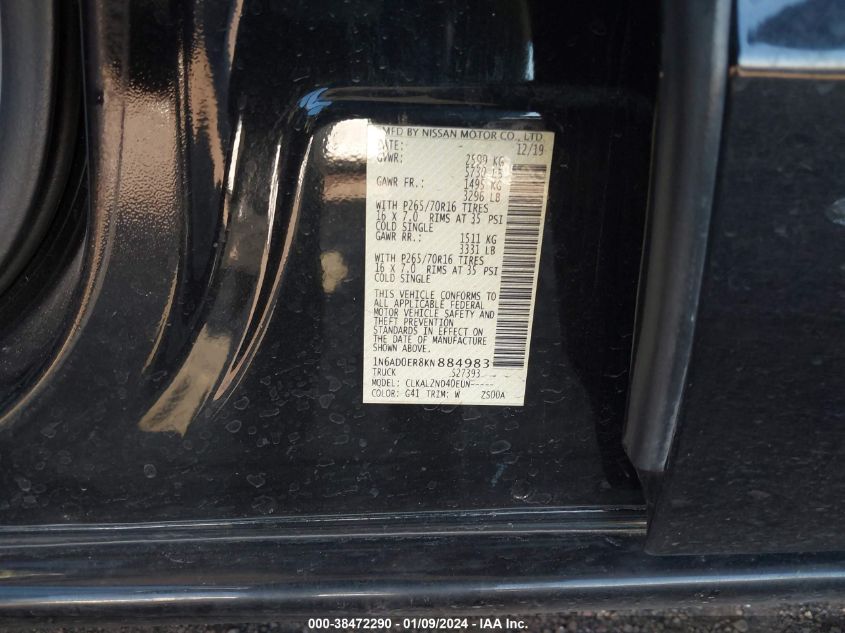 MFD BY NISSAN MOTOR CO., LTD
DATE: 12/19
GVWR: 2599 KG
5730 LB
GAWR FR.: 1495 KG
3296 LB
WITH P265/70R16 TIRES
16 X 7.0 RIMS AT 35 PSI
COLD SINGLE
GAWR RR.: 1511 KG
3331 LB
WITH P265/70R16 TIRES
16 X 7.0 RIMS AT 35 PSI
COLD SINGLE
THIS VEHICLE CONFORMS TO
ALL APPLICABLE FEDERAL
MOTOR VEHICLE SAFETY AND
THEFT PREVENTION
STANDARDS IN EFFECT ON
THE DATE OF MANUFACTURE
SHOWN ABOVE.
1N6AD0ER8KN884983
TRUCK S27393
MODEL: CLKALZND40EUN-----
COLOR: G41 TRIM: W ZS00A
000-38472290 - 01/09/2024 - IAA Inc.